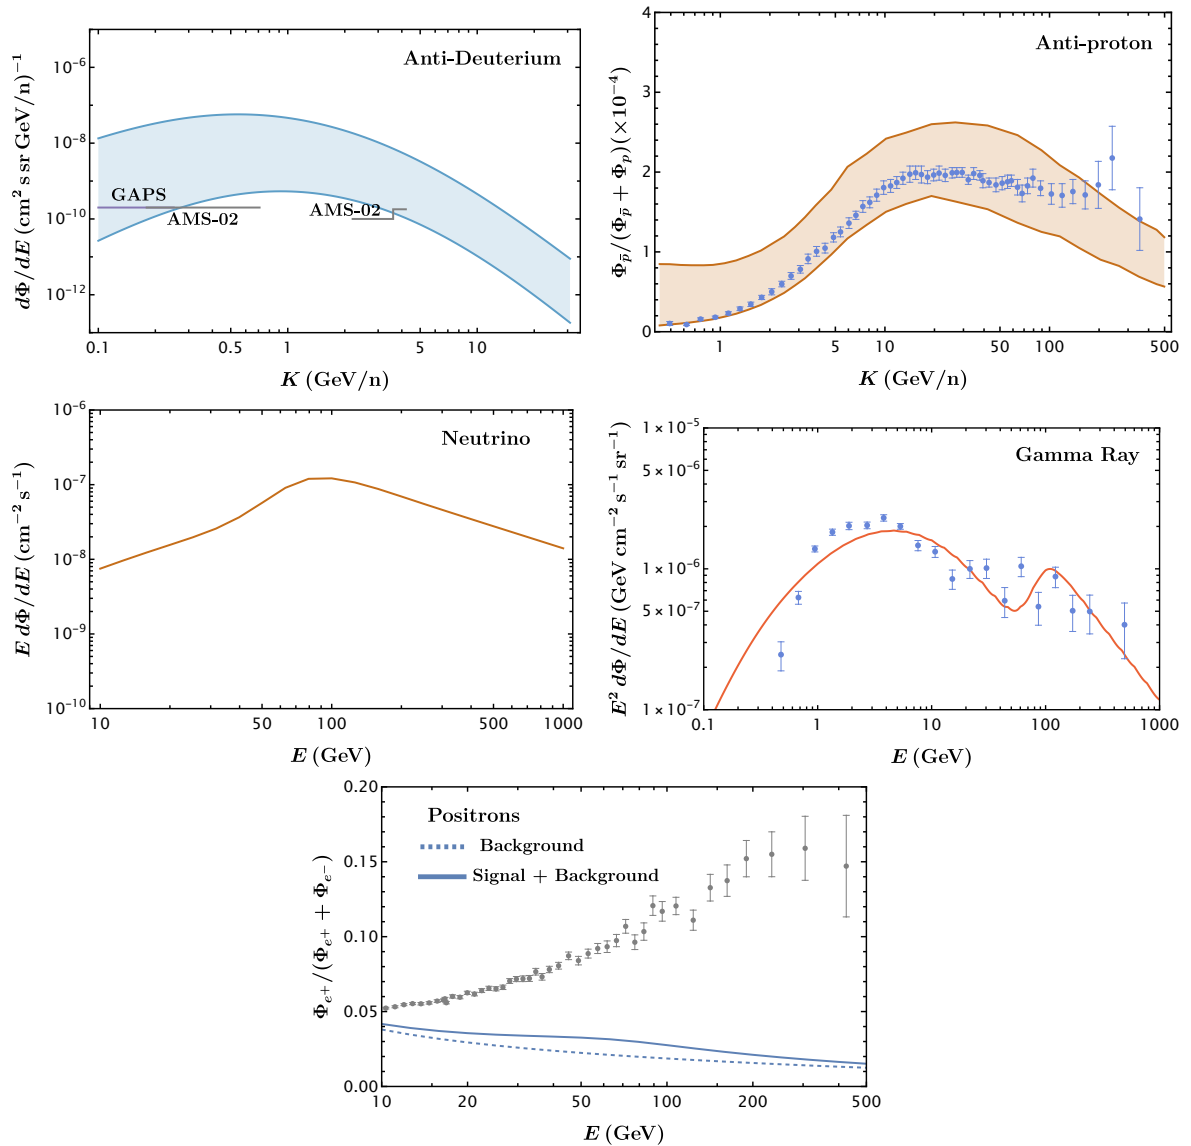 Anti-Deuterium
dΦ/dE (cm² s sr GeV/n)⁻¹
10⁻⁶
10⁻⁸
10⁻¹⁰
10⁻¹²
GAPS
AMS-02
AMS-02
0.1 0.5 1 5 10
K (GeV/n)
Anti-proton
Φp̄/(Φp̄ + Φp)(×10⁻⁴)
4
3
2
1
0
1 5 10 50 100 500
K (GeV/n)
Neutrino
E dΦ/dE (cm⁻² s⁻¹)
10⁻⁶
10⁻⁷
10⁻⁸
10⁻⁹
10⁻¹⁰
10 50 100 500 1000
E (GeV)
Gamma Ray
E² dΦ/dE (GeV cm⁻² s⁻¹ sr⁻¹)
1 × 10⁻⁵
5 × 10⁻⁶
1 × 10⁻⁶
5 × 10⁻⁷
1 × 10⁻⁷
0.1 1 10 100 1000
E (GeV)
Positrons
Background
Signal + Background
Φe⁺/(Φe⁺ + Φe⁻)
0.20
0.15
0.10
0.05
0.00
10 20 50 100 200 500
E (GeV)